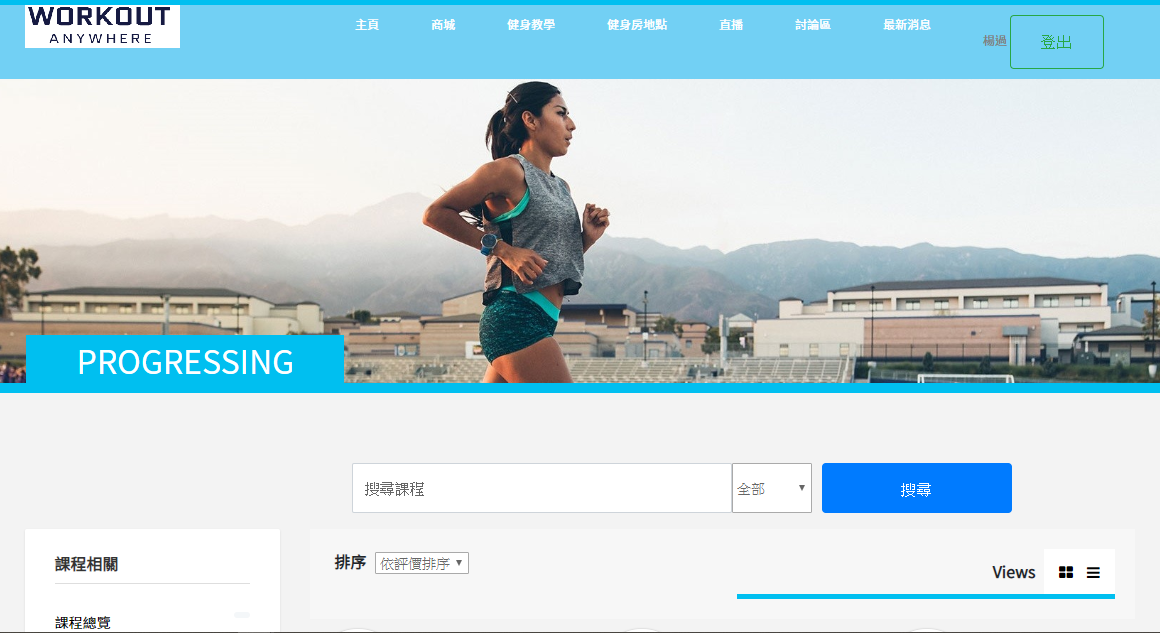 WORKOUT
ANYWHERE
主頁 商城 健身教學 健身房地點 直播 討論區 最新消息
楊過 登出
PROGRESSING
搜尋課程 全部 搜尋
課程相關
排序 依評價排序
Views
課程總覽